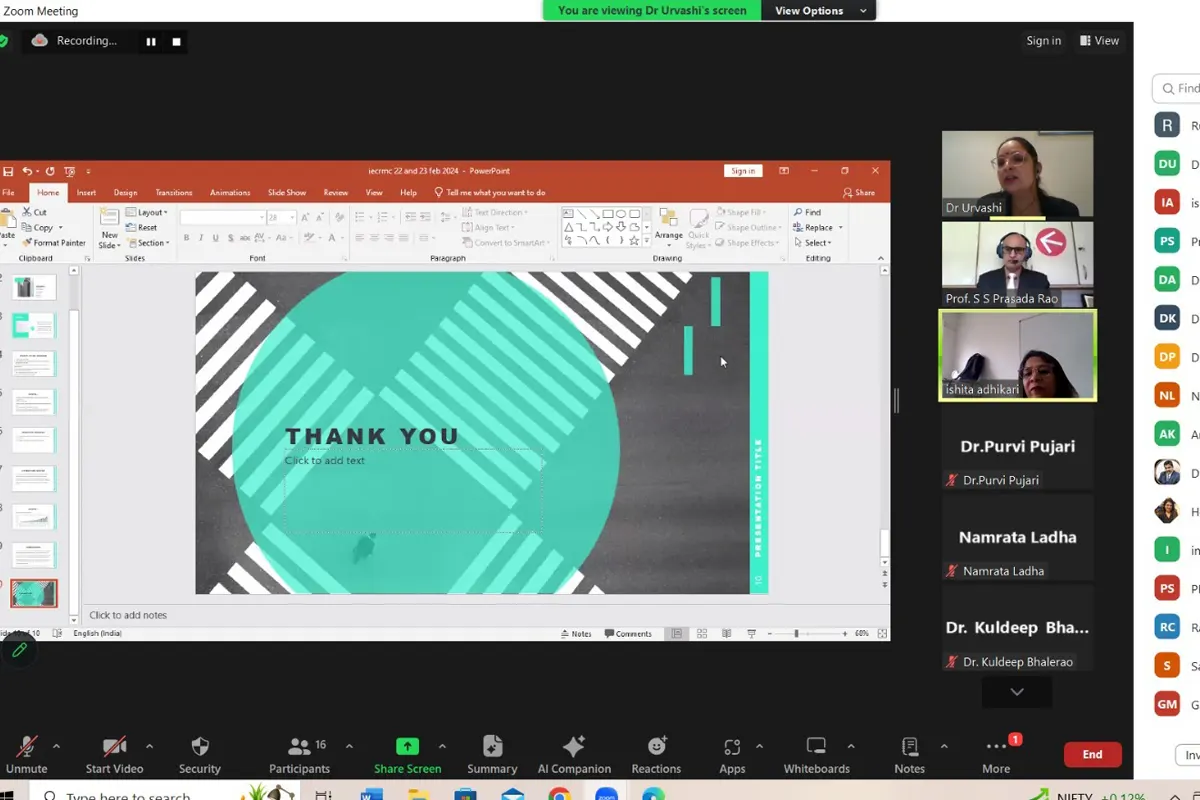 Zoom Meeting
You are viewing Dr Urvashi's screen
View Options
Recording...
Sign in
View
iecrmc 22 and 23 feb 2024 - PowerPoint
Sign in
File Home Insert Design Transitions Animations Slide Show Review View Help Tell me what you want to do
Share
Cut
Copy
Format Painter
Clipboard
New
Slide
Layout
Reset
Section
Slides
28
Font
Paragraph
Text Direction
Align Text
Convert to SmartArt
Arrange
Quick
Styles
Shape Fill
Shape Outline
Shape Effects
Drawing
Find
Replace
Select
Editing
THANK YOU
Click to add text
PRESENTATION TITLE
10
Click to add notes
English (India)
Notes
Comments
60%
Dr Urvashi
Prof. S S Prasada Rao
ishita adhikari
Dr.Purvi Pujari
Dr.Purvi Pujari
Namrata Ladha
Namrata Ladha
Dr. Kuldeep Bha...
Dr. Kuldeep Bhalerao
Find
R
DU
IA
PS
DA
DK
DP
NL
AK
I
PS
RC
S
GM
Unmute
Start Video
Security
Participants
16
Share Screen
Summary
AI Companion
Reactions
Apps
Whiteboards
Notes
More
1
End
Type here to search
NIFTY +0.12%